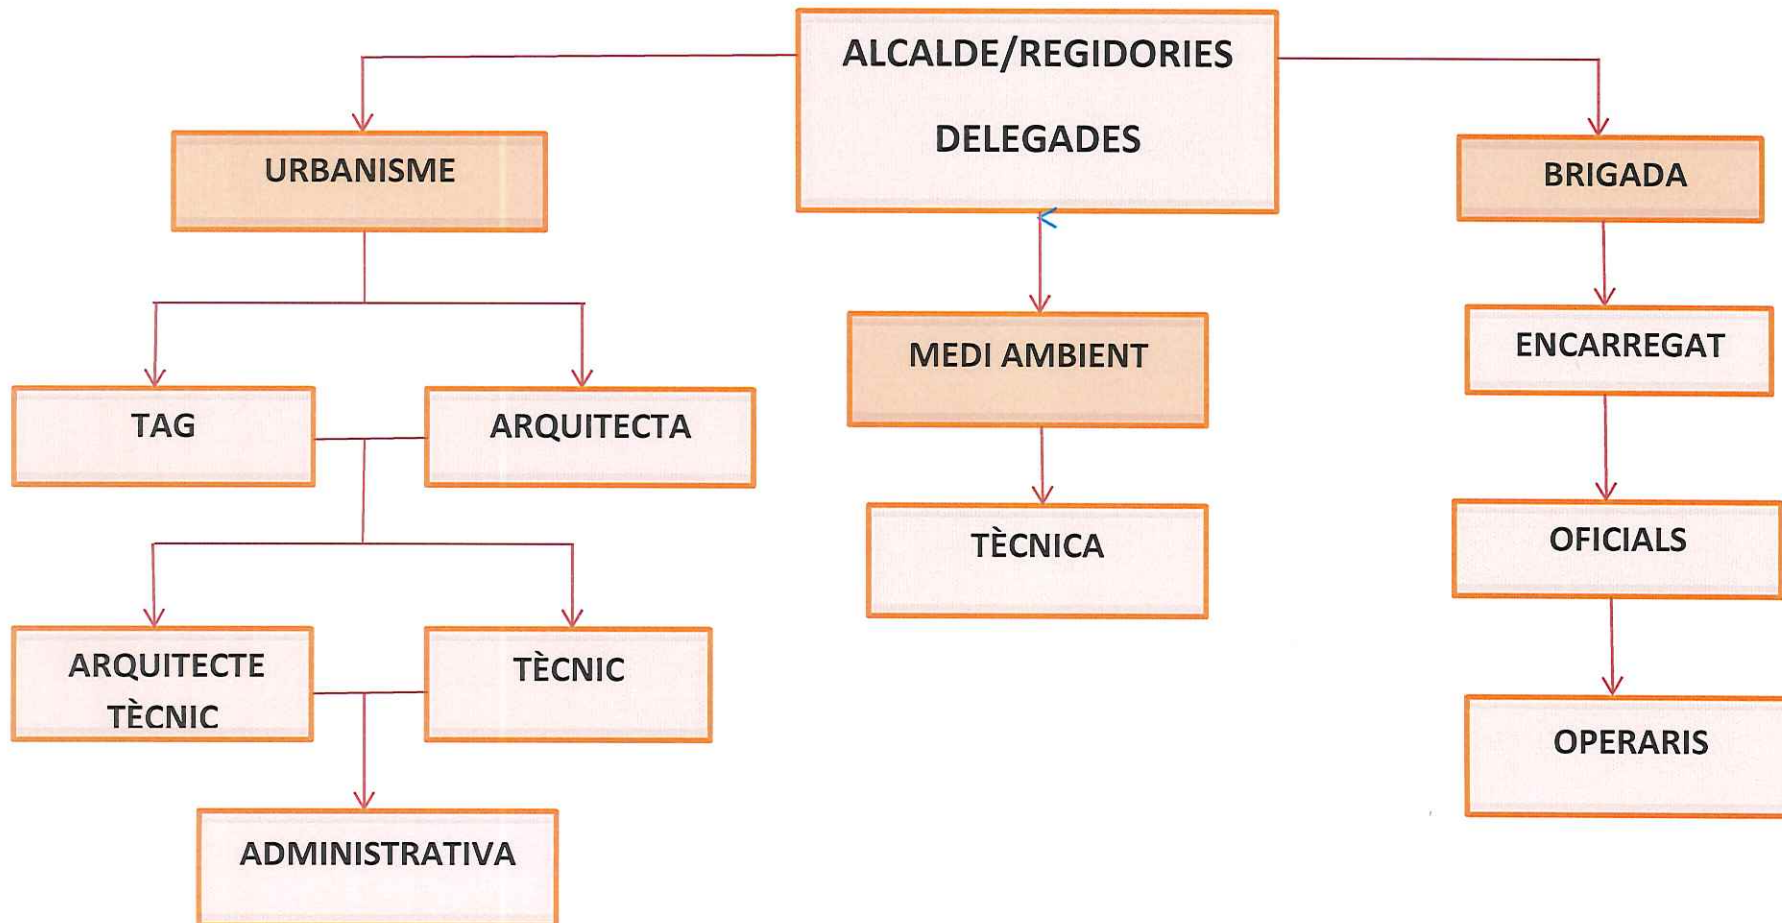 ALCALDE/REGIDORIES
DELEGADES
URBANISME
BRIGADA
MEDI AMBIENT
ENCARREGAT
TAG
ARQUITECTA
TÈCNICA
OFICIALS
ARQUITECTE
TÈCNIC
TÈCNIC
OPERARIS
ADMINISTRATIVA